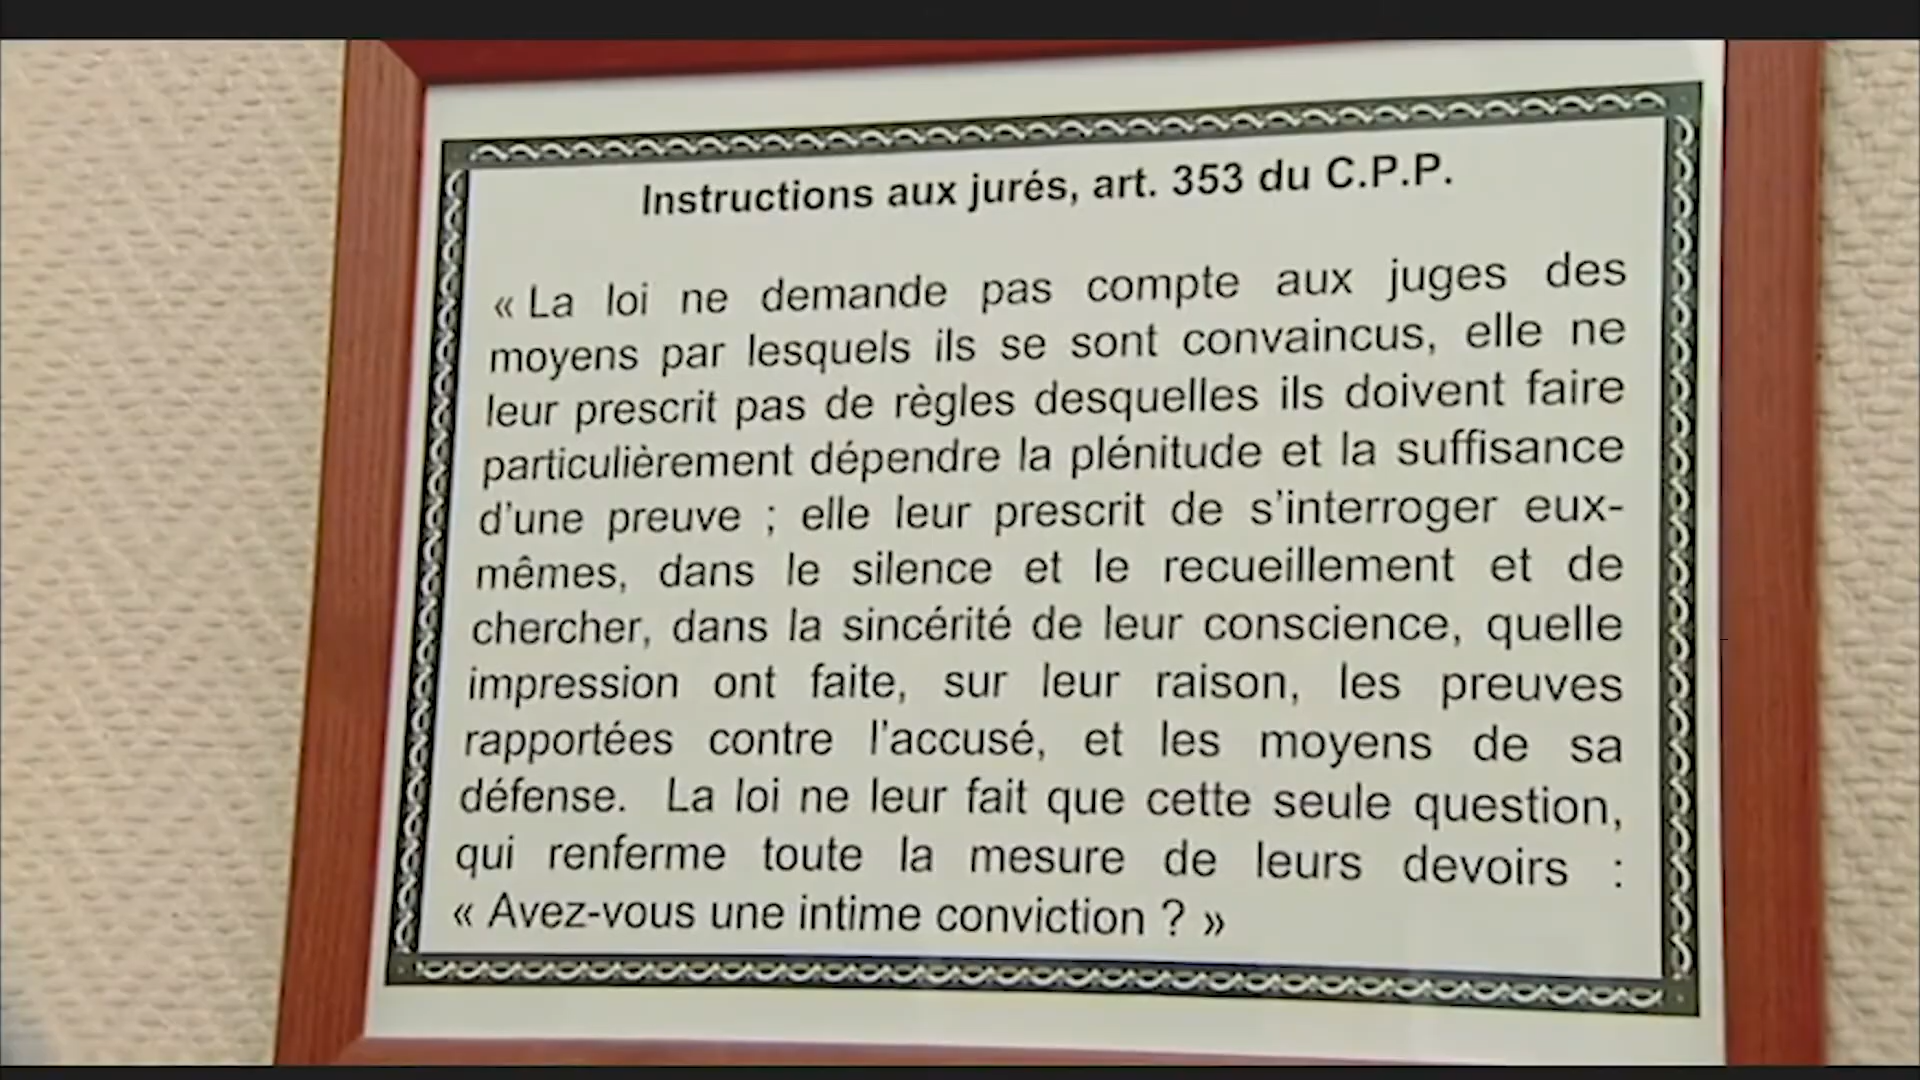 Instructions aux jurés, art. 353 du C.P.P.
« La loi ne demande pas compte aux juges des
moyens par lesquels ils se sont convaincus, elle ne
leur prescrit pas de règles desquelles ils doivent faire
particulièrement dépendre la plénitude et la suffisance
d'une preuve ; elle leur prescrit de s'interroger eux-
mêmes, dans le silence et le recueillement et de
chercher, dans la sincérité de leur conscience, quelle
impression ont faite, sur leur raison, les preuves
rapportées contre l'accusé, et les moyens de sa
défense. La loi ne leur fait que cette seule question,
qui renferme toute la mesure de leurs devoirs :
« Avez-vous une intime conviction ? »